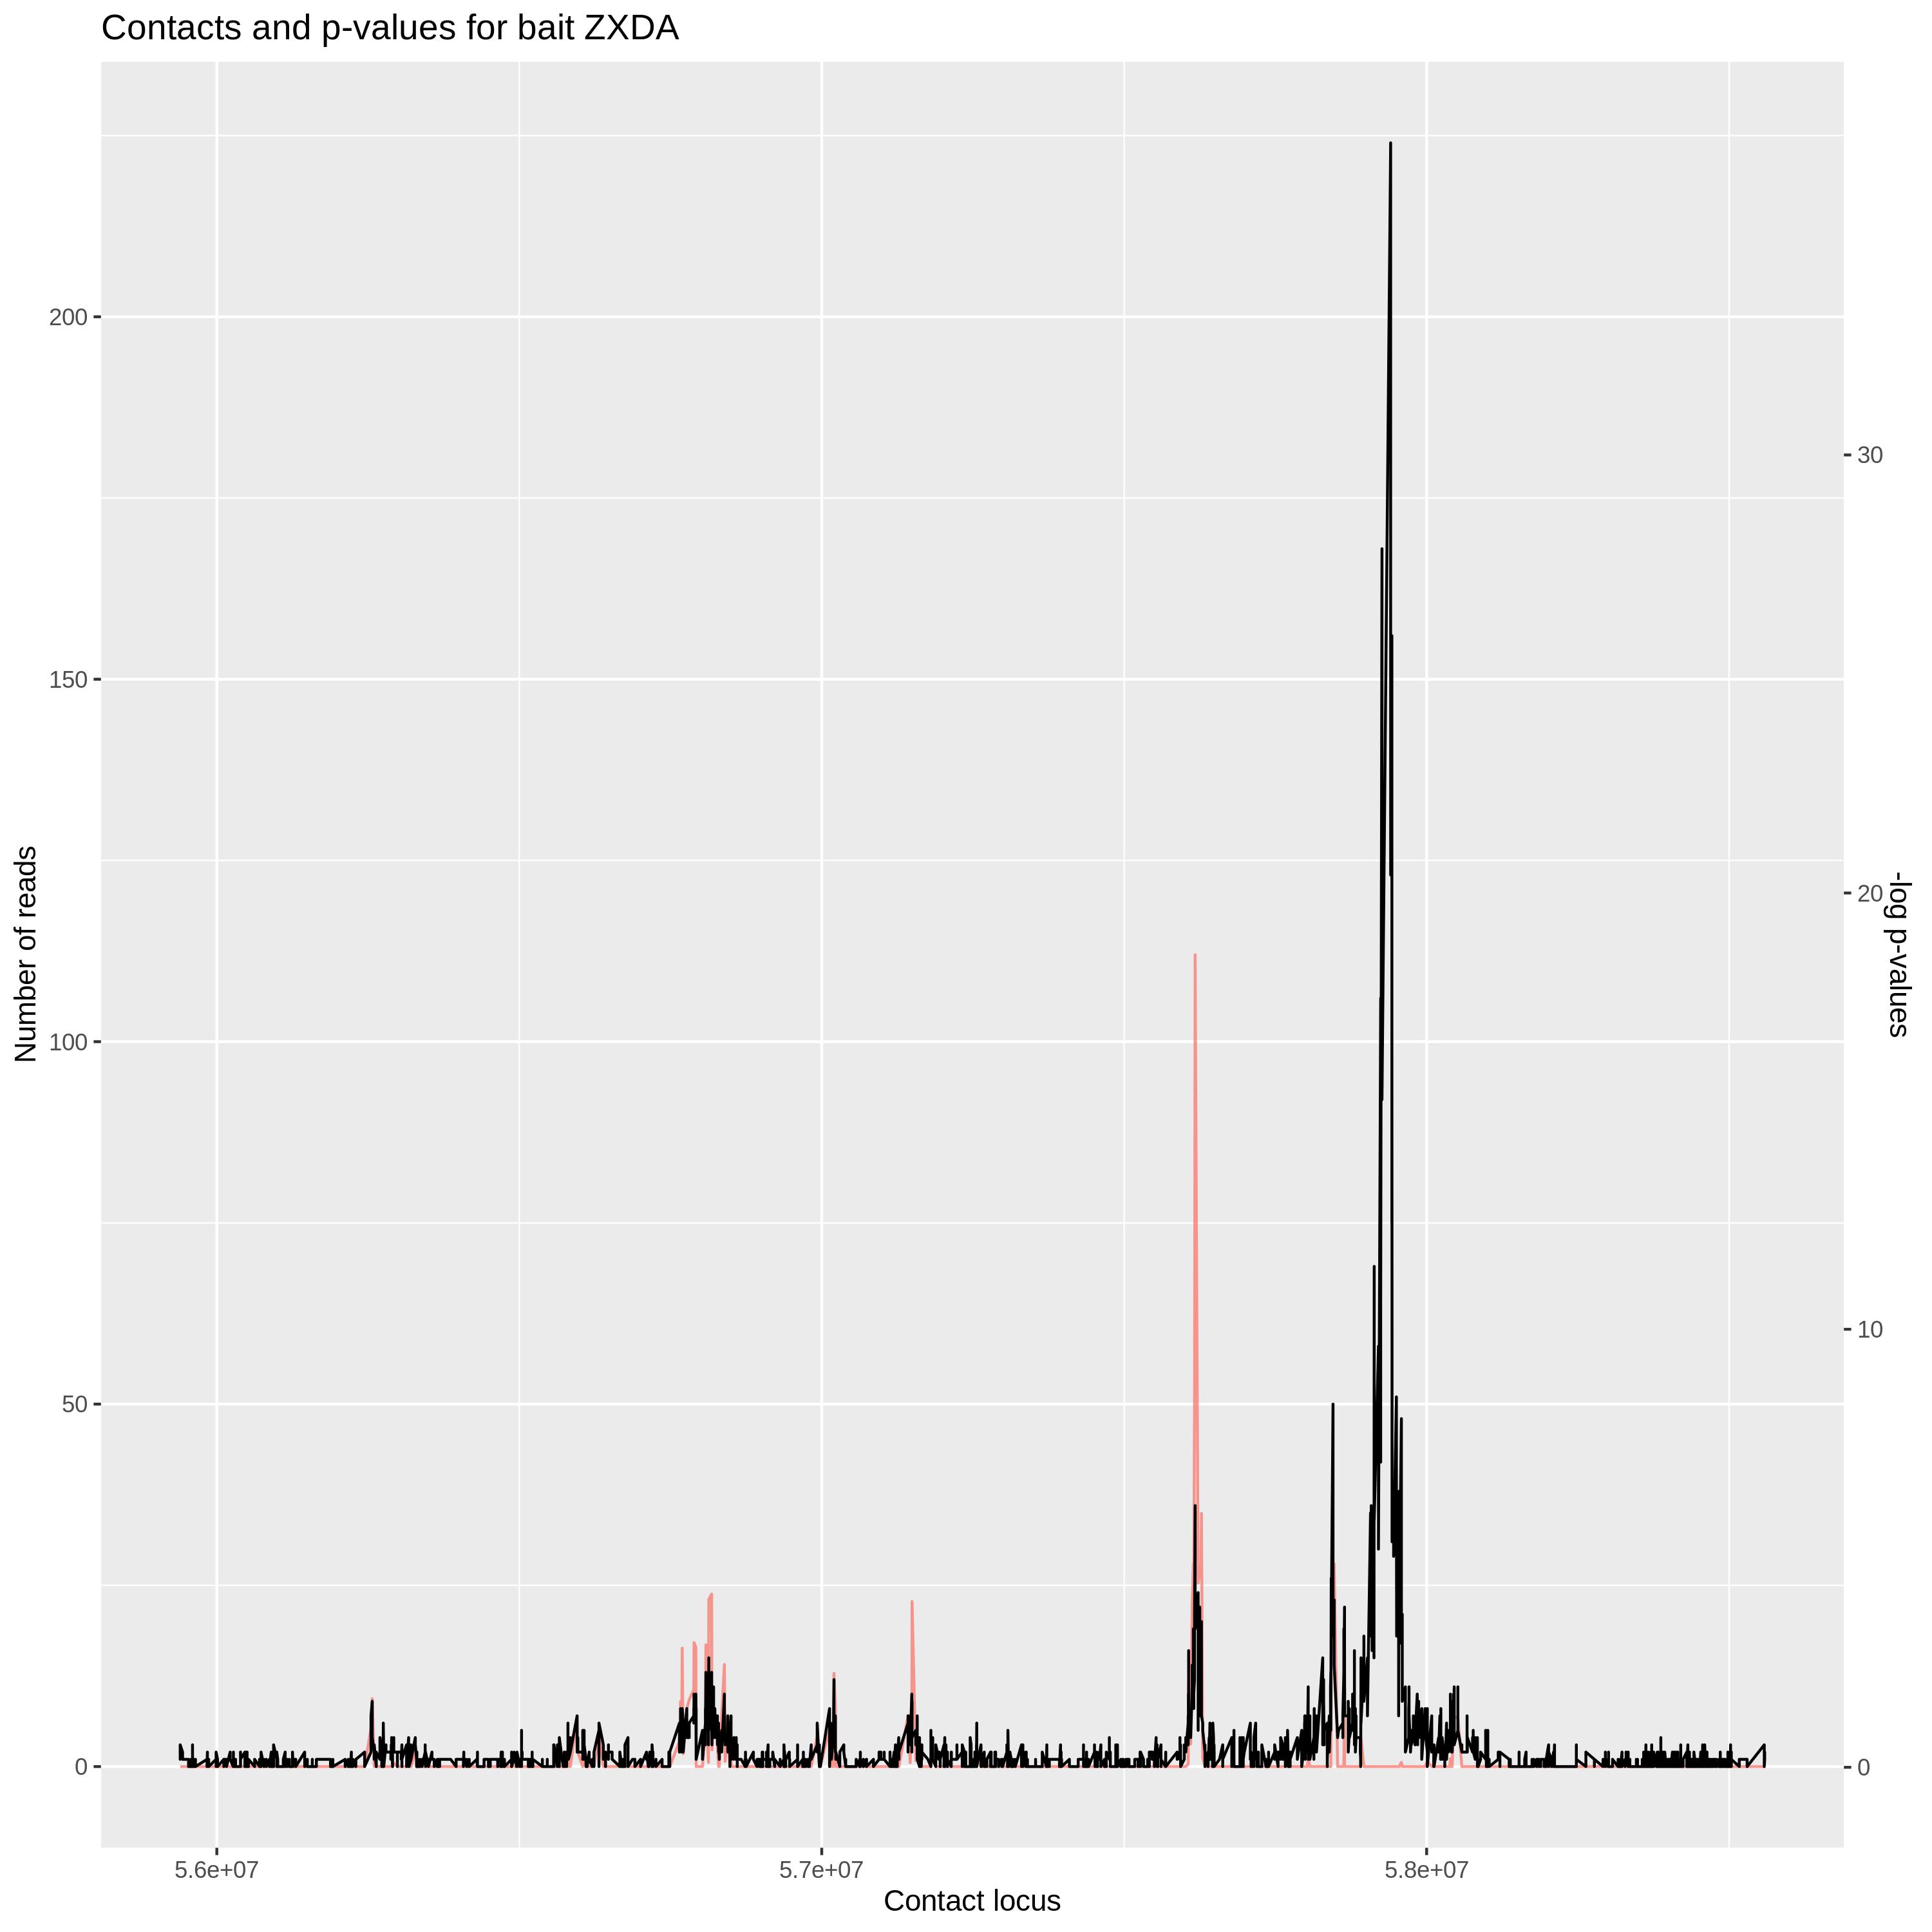 Contacts and p-values for bait ZXDA
Number of reads
200
150
100
50
0
30
20
10
0
-log p-values
5.6e+07
5.7e+07
5.8e+07
Contact locus